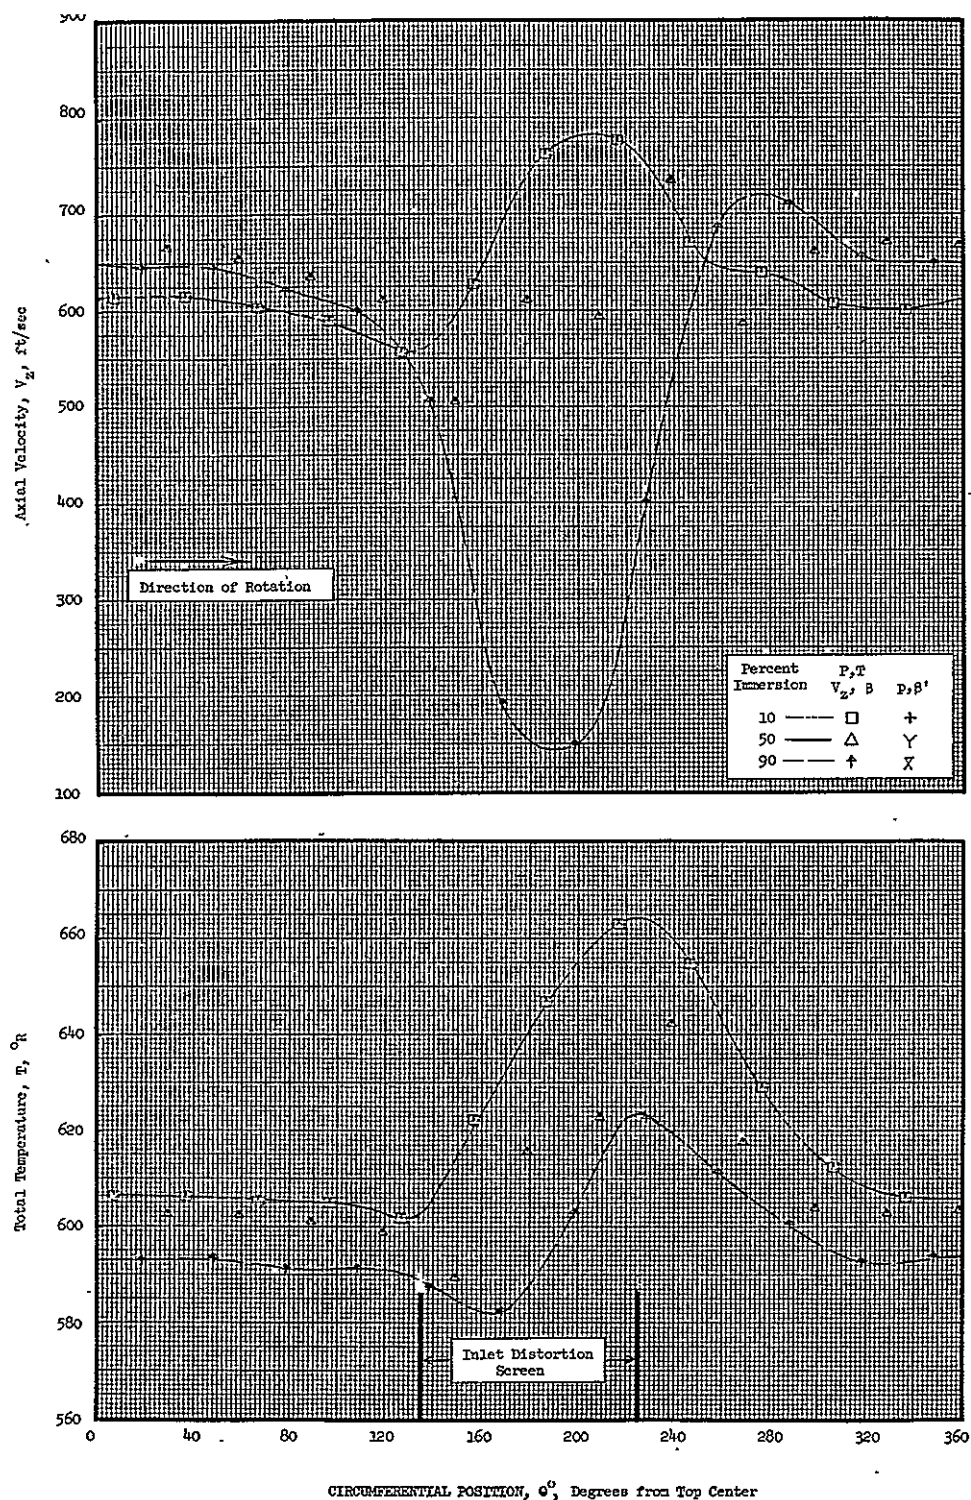 900
800
700
600
500
400
300
200
100
Axial Velocity, V_z, ft/sec
Direction of Rotation
Percent Immersion P,T V_z, β P,β'
10
50
90
680
660
640
620
600
580
560
Total Temperature, T, °R
Inlet Distortion
Screen
0 40 80 120 160 200 240 280 320 360
CIRCUMFERENTIAL POSITION, θ°, Degrees from Top Center